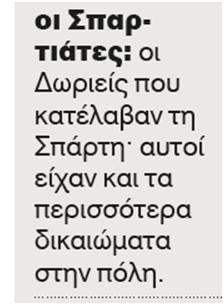 οι Σπαρ-
τιάτες: οι
Δωριείς που
κατέλαβαν τη
Σπάρτη· αυτοί
είχαν και τα
περισσότερα
δικαιώματα
στην πόλη.